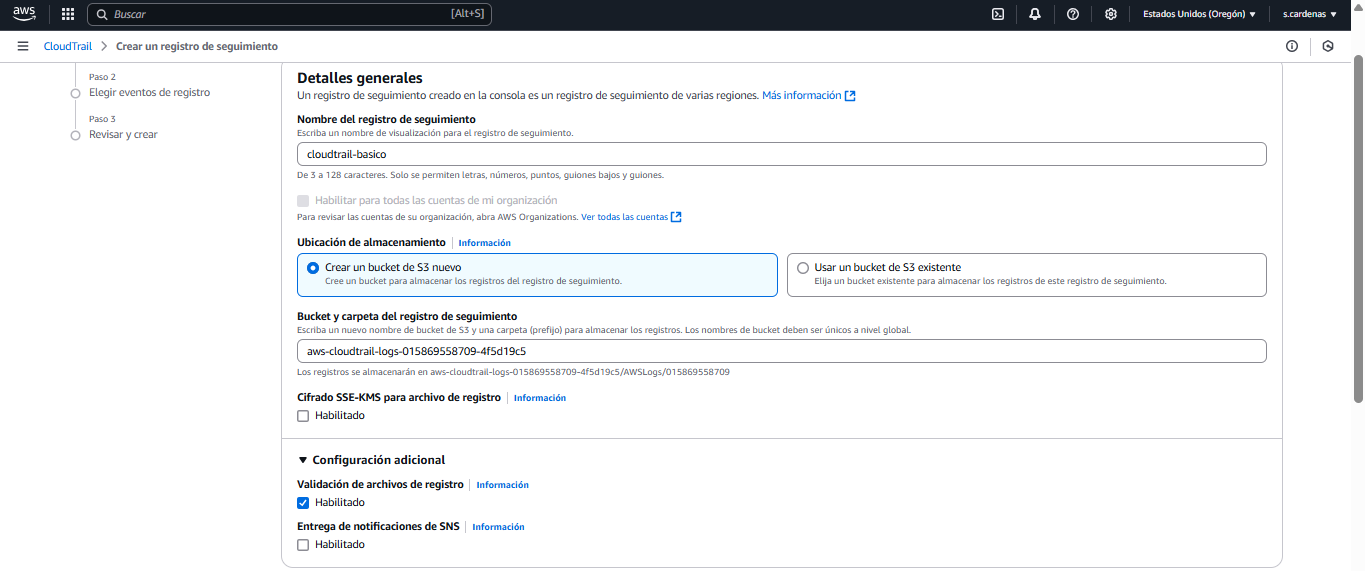 aws
Buscar
[Alt+S]
Estados Unidos (Oregón) ▼
s.cardenas ▼
CloudTrail > Crear un registro de seguimiento
Paso 2
Elegir eventos de registro
Paso 3
Revisar y crear
Detalles generales
Un registro de seguimiento creado en la consola es un registro de seguimiento de varias regiones. Más información
Nombre del registro de seguimiento
Escriba un nombre de visualización para el registro de seguimiento.
cloudtrail-basico
De 3 a 128 caracteres. Solo se permiten letras, números, puntos, guiones bajos y guiones.
Habilitar para todas las cuentas de mi organización
Para revisar las cuentas de su organización, abra AWS Organizations. Ver todas las cuentas
Ubicación de almacenamiento | Información
Crear un bucket de S3 nuevo
Cree un bucket para almacenar los registros del registro de seguimiento.
Usar un bucket de S3 existente
Elija un bucket existente para almacenar los registros de este registro de seguimiento.
Bucket y carpeta del registro de seguimiento
Escriba un nuevo nombre de bucket de S3 y una carpeta (prefijo) para almacenar los registros. Los nombres de bucket deben ser únicos a nivel global.
aws-cloudtrail-logs-015869558709-4f5d19c5
Los registros se almacenarán en aws-cloudtrail-logs-015869558709-4f5d19c5/AWSLogs/015869558709
Cifrado SSE-KMS para archivo de registro | Información
Habilitado
▼ Configuración adicional
Validación de archivos de registro | Información
Habilitado
Entrega de notificaciones de SNS | Información
Habilitado